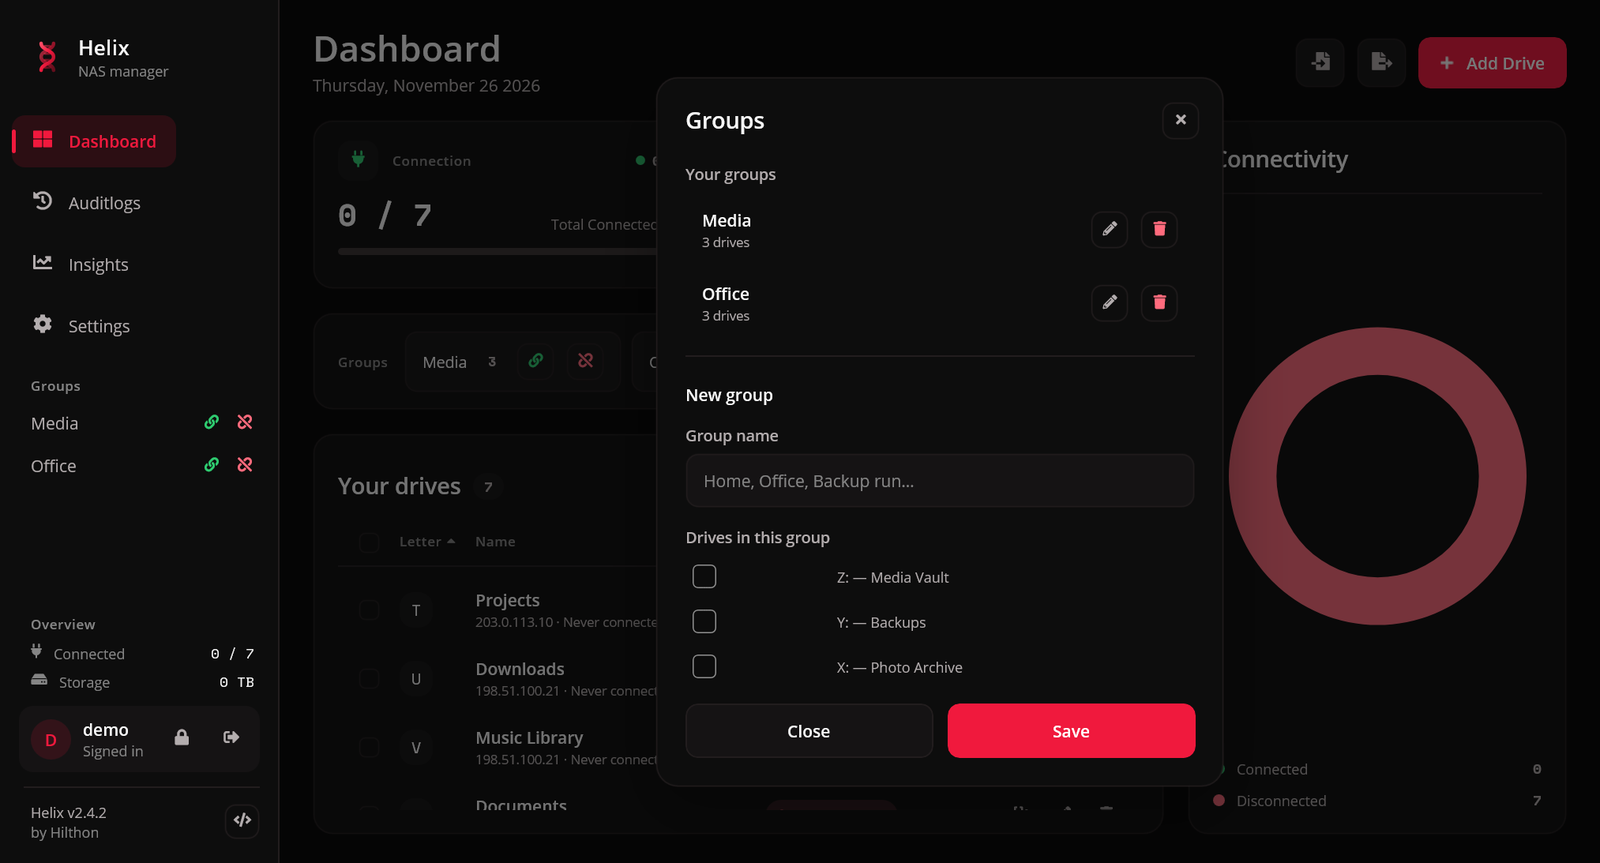 Helix
NAS manager
Dashboard
Auditlogs
Insights
Settings
Groups
Media
Office
Overview
Connected 0 / 7
Storage 0 TB
D
demo
Signed in
Helix v2.4.2
by Hilthon
Dashboard
Thursday, November 26 2026
+ Add Drive
Connection
0 / 7
Total Connected
Groups Media 3
Your drives 7
Letter Name
T Projects
203.0.113.10 · Never
U Downloads
198.51.100.21 · Never
V Music Library
198.51.100.21 · Never
Documents
Groups
Your groups
Media
3 drives
Office
3 drives
New group
Group name
Home, Office, Backup run...
Drives in this group
Z: — Media Vault
Y: — Backups
X: — Photo Archive
Close Save
Connectivity
Connected 0
Disconnected 7